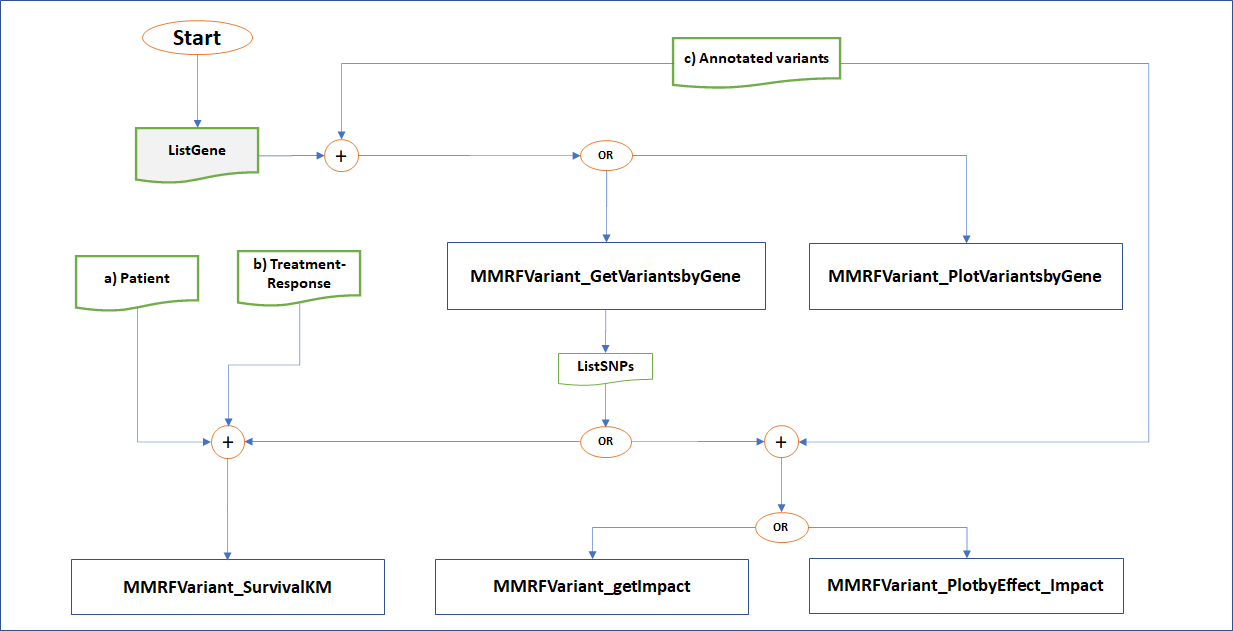 Start
c) Annotated variants
ListGene
+
OR
a) Patient
b) Treatment-
Response
MMRFVariant_GetVariantsbyGene
MMRFVariant_PlotVariantsbyGene
ListSNPs
+
OR
+
OR
MMRFVariant_SurvivalKM
MMRFVariant_getImpact
MMRFVariant_PlotbyEffect_Impact